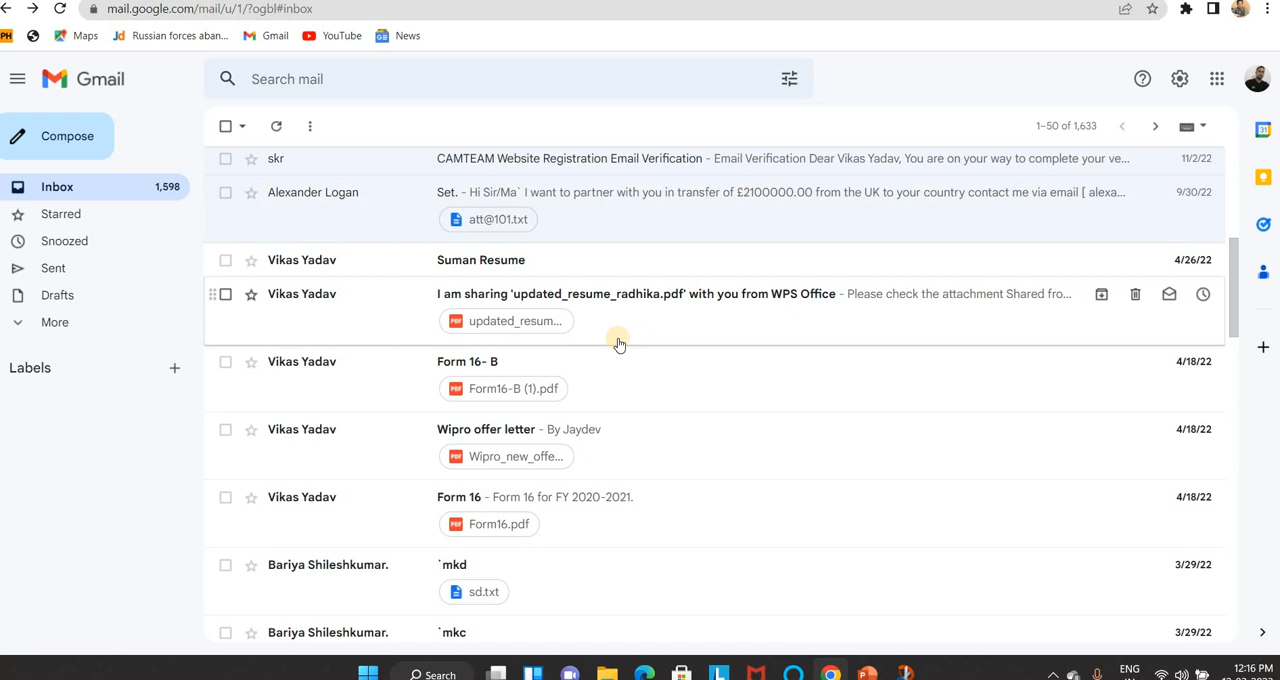 mail.google.com/mail/u/1/?ogbl#inbox
PH Maps Jd Russian forces aban... Gmail YouTube News
Gmail Search mail
Compose
1–50 of 1,633
Inbox 1,598
Starred
Snoozed
Sent
Drafts
More
Labels
skr CAMTEAM Website Registration Email Verification - Email Verification Dear Vikas Yadav, You are on your way to complete your ve... 11/2/22
Alexander Logan Set. - Hi Sir/Ma` I want to partner with you in transfer of £2100000.00 from the UK to your country contact me via email [ alexa... 9/30/22
att@101.txt
Vikas Yadav Suman Resume 4/26/22
Vikas Yadav I am sharing 'updated_resume_radhika.pdf' with you from WPS Office - Please check the attachment Shared fro...
PDF updated_resum...
Vikas Yadav Form 16- B 4/18/22
PDF Form16-B (1).pdf
Vikas Yadav Wipro offer letter - By Jaydev 4/18/22
PDF Wipro_new_offe...
Vikas Yadav Form 16 - Form 16 for FY 2020-2021. 4/18/22
PDF Form16.pdf
Bariya Shileshkumar. `mkd 3/29/22
sd.txt
Bariya Shileshkumar. `mkc 3/29/22
Search
ENG 12:16 PM